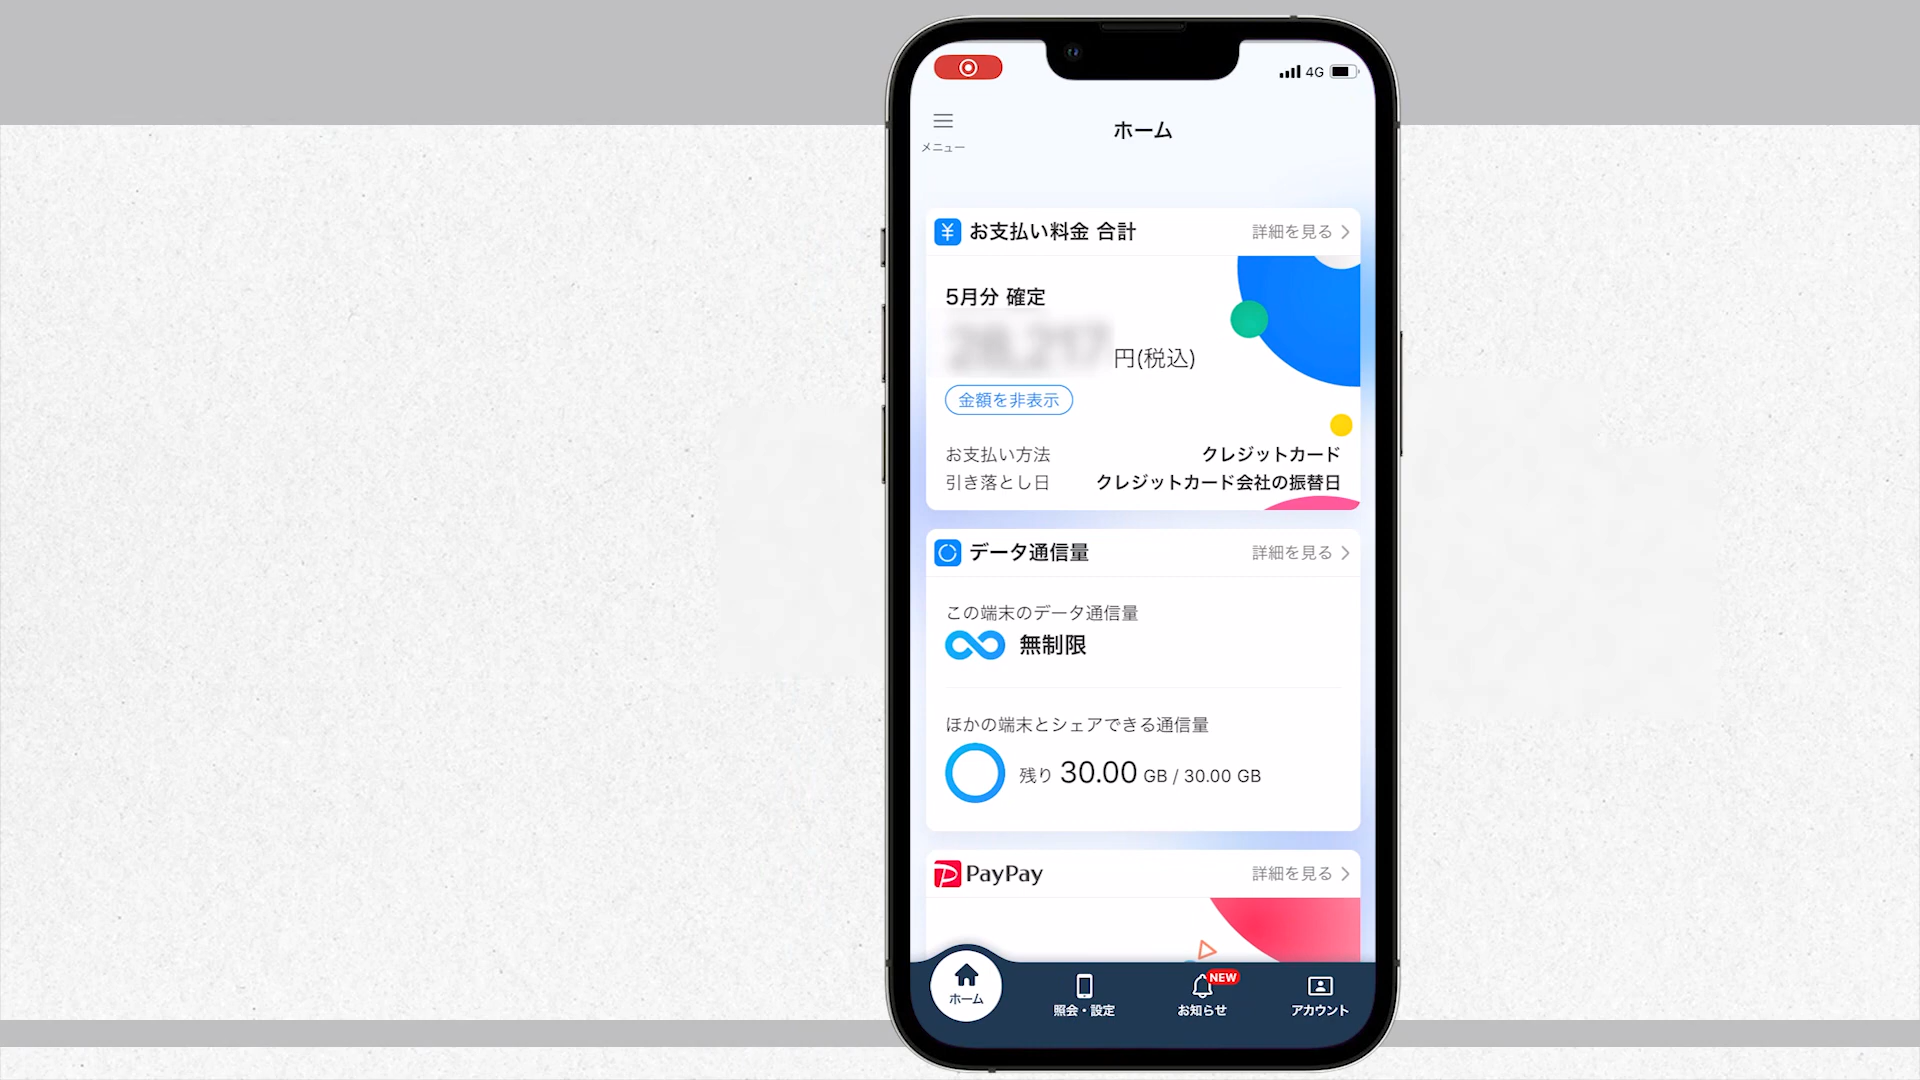 4G
メニュー
ホーム
お支払い料金 合計
詳細を見る
5月分 確定
円(税込)
金額を非表示
お支払い方法 クレジットカード
引き落とし日 クレジットカード会社の振替日
データ通信量
詳細を見る
この端末のデータ通信量
無制限
ほかの端末とシェアできる通信量
残り 30.00 GB / 30.00 GB
PayPay
詳細を見る
ホーム
照会・設定
NEW
お知らせ
アカウント